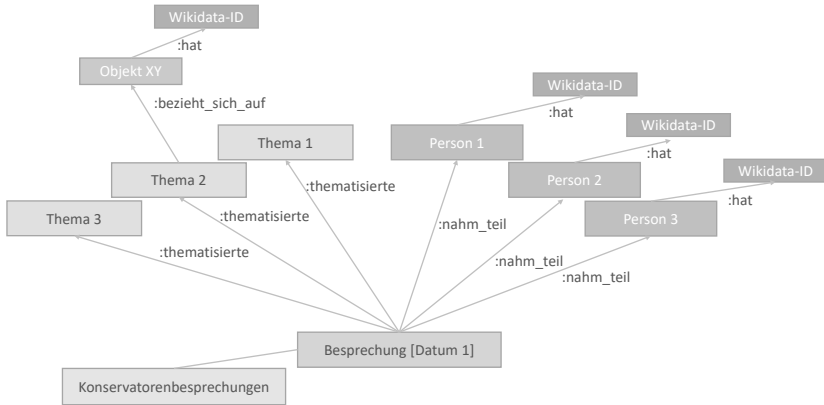 Wikidata-ID
:hat
Objekt XY
:bezieht_sich_auf
Wikidata-ID
:hat
Wikidata-ID
:hat
Wikidata-ID
:hat
Thema 1
Person 1
Thema 2
Person 2
:thematisierte
Thema 3
Person 3
:thematisierte
:nahm_teil
:thematisierte
:nahm_teil
:nahm_teil
Besprechung [Datum 1]
Konservatorenbesprechungen